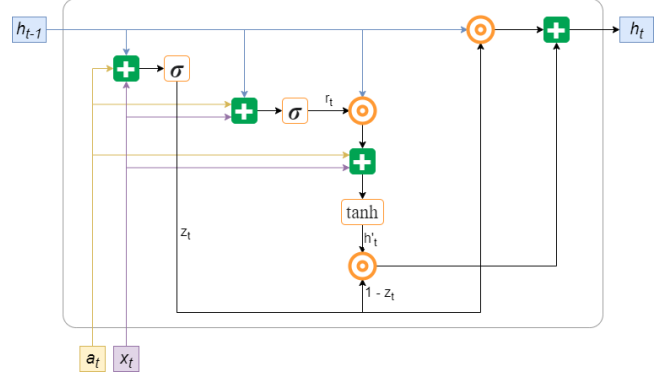 h_{t-1}
h_t
σ
σ
r_t
tanh
z_t
h'_t
1 - z_t
a_t
x_t